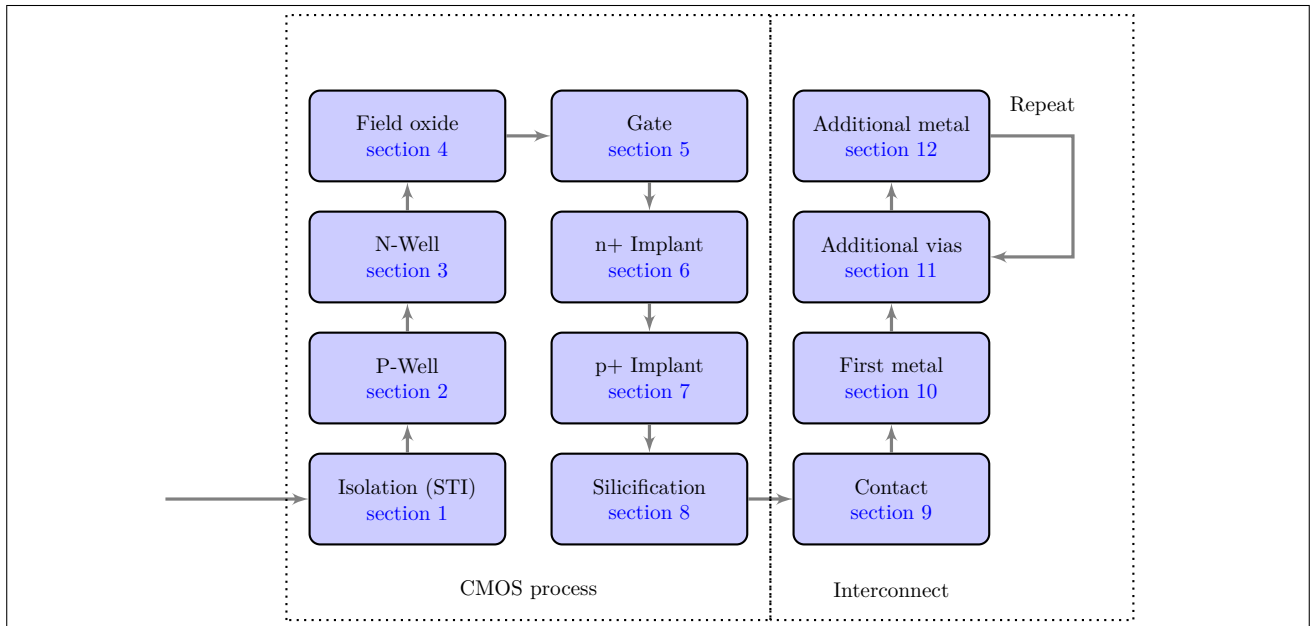 Field oxide
section 4
Gate
section 5
Additional metal
section 12
Repeat
N-Well
section 3
n+ Implant
section 6
Additional vias
section 11
P-Well
section 2
p+ Implant
section 7
First metal
section 10
Isolation (STI)
section 1
Silicification
section 8
Contact
section 9
CMOS process
Interconnect